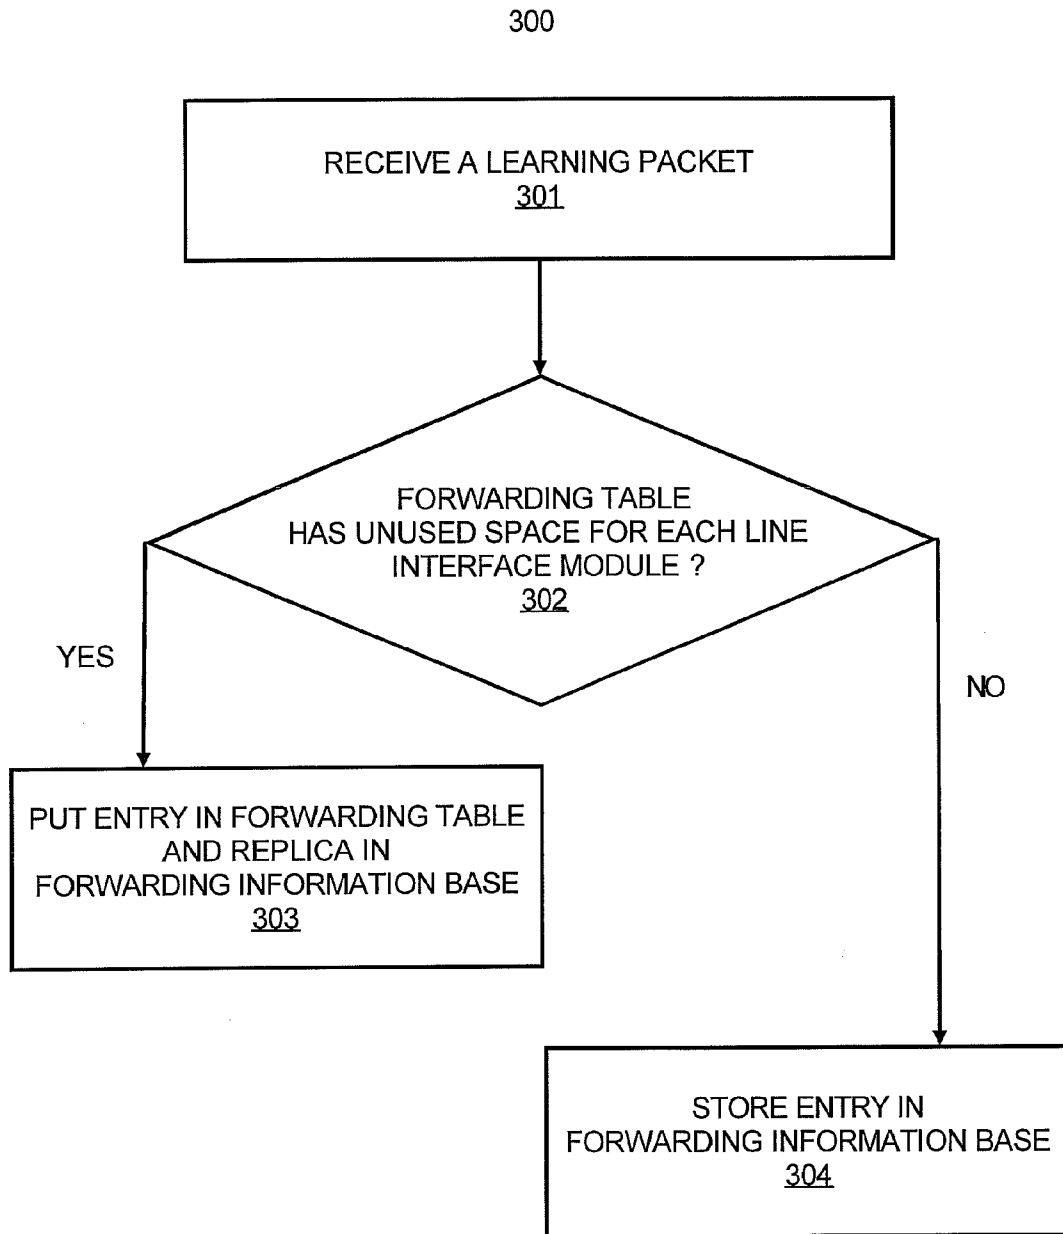 300
RECEIVE A LEARNING PACKET
301
FORWARDING TABLE
HAS UNUSED SPACE FOR EACH LINE
INTERFACE MODULE ?
302
YES
NO
PUT ENTRY IN FORWARDING TABLE
AND REPLICA IN
FORWARDING INFORMATION BASE
303
STORE ENTRY IN
FORWARDING INFORMATION BASE
304